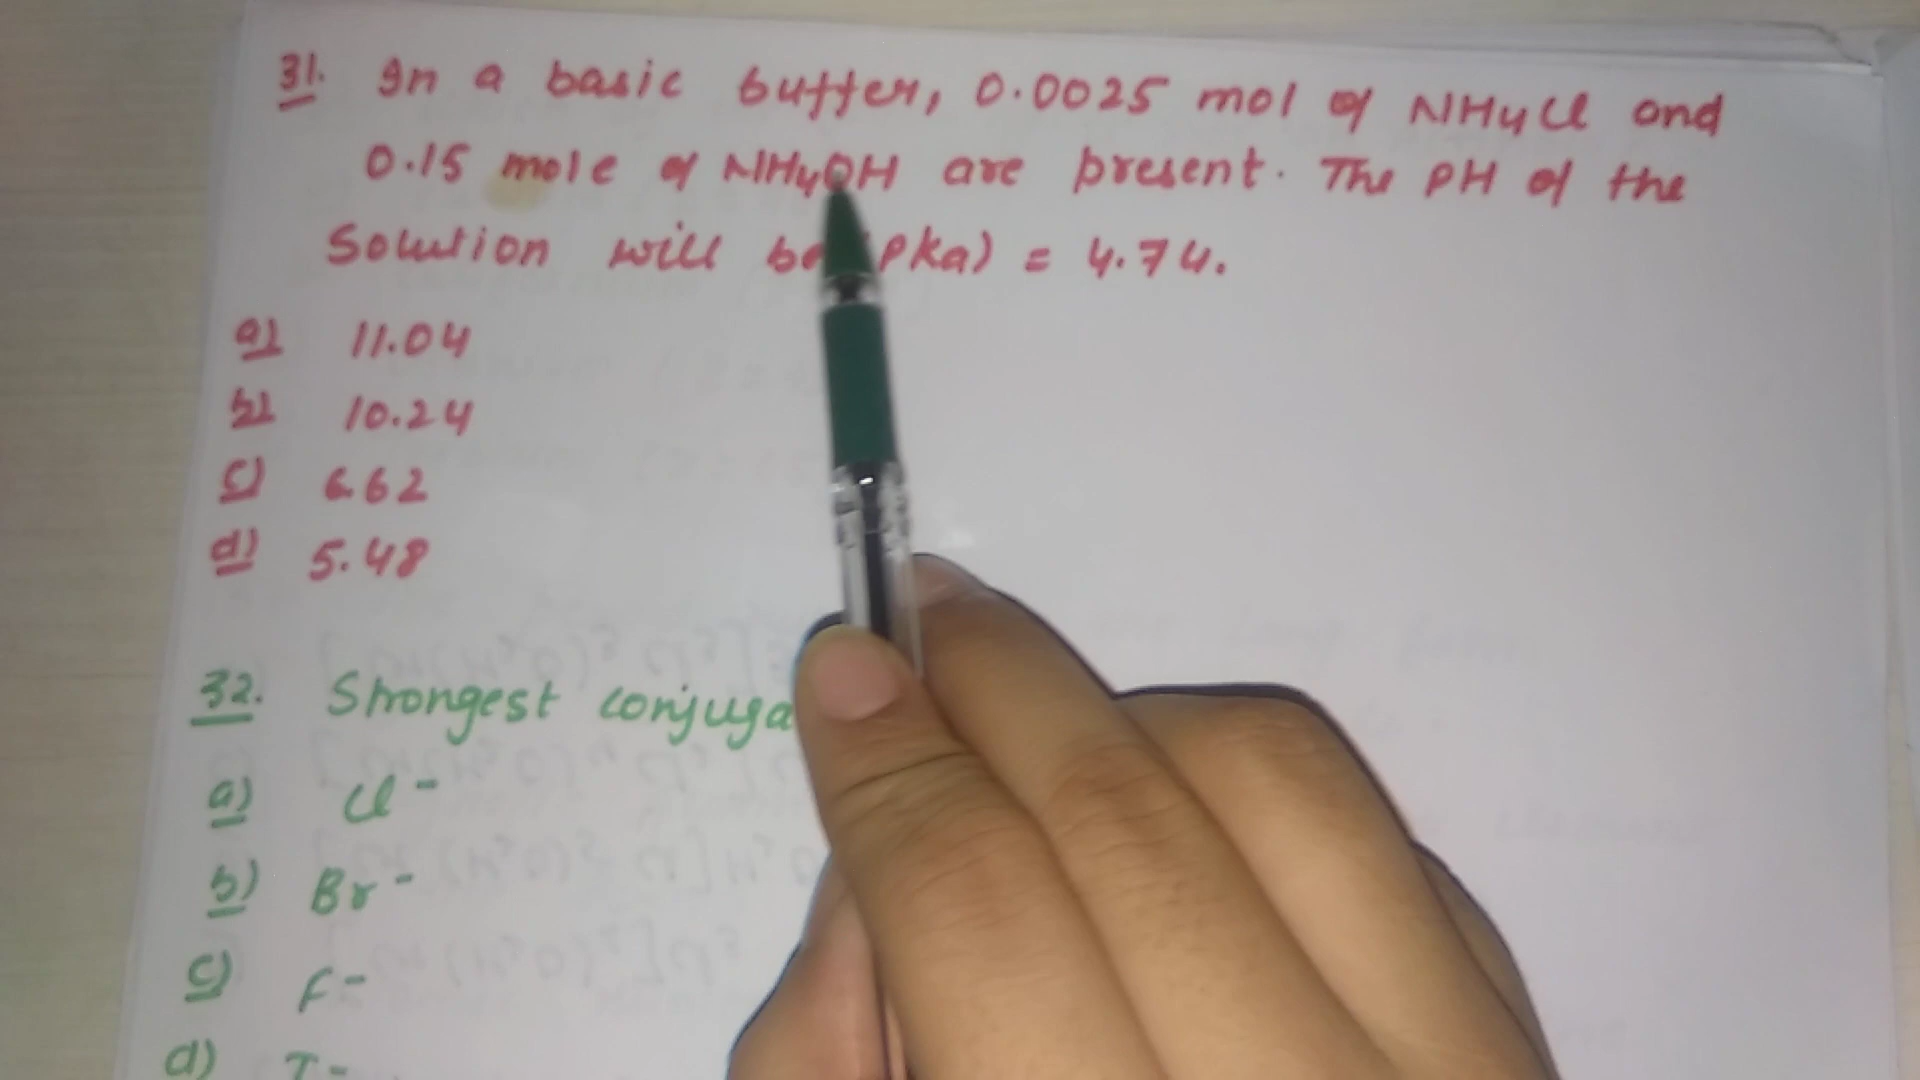 31. In a basic buffer, 0.0025 mol of NH4Cl and
0.15 mole of NH4OH are present. The PH of the
Solution will be (pka) = 4.74.
a) 11.04
b) 10.24
c) 6.62
d) 5.48
32. Strongest conjuga
a) Cl-
b) Br-
c) F-
d) I-